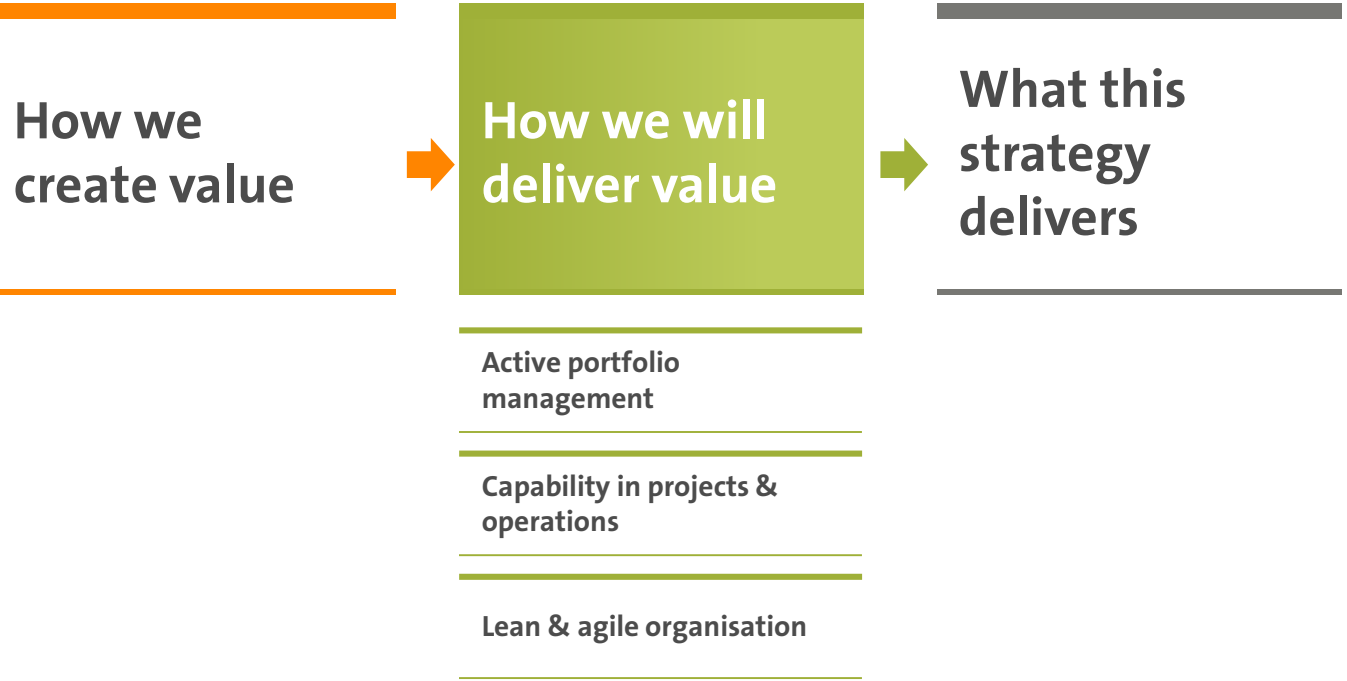 How we
create value
How we will
deliver value
What this
strategy
delivers
Active portfolio
management
Capability in projects &
operations
Lean & agile organisation